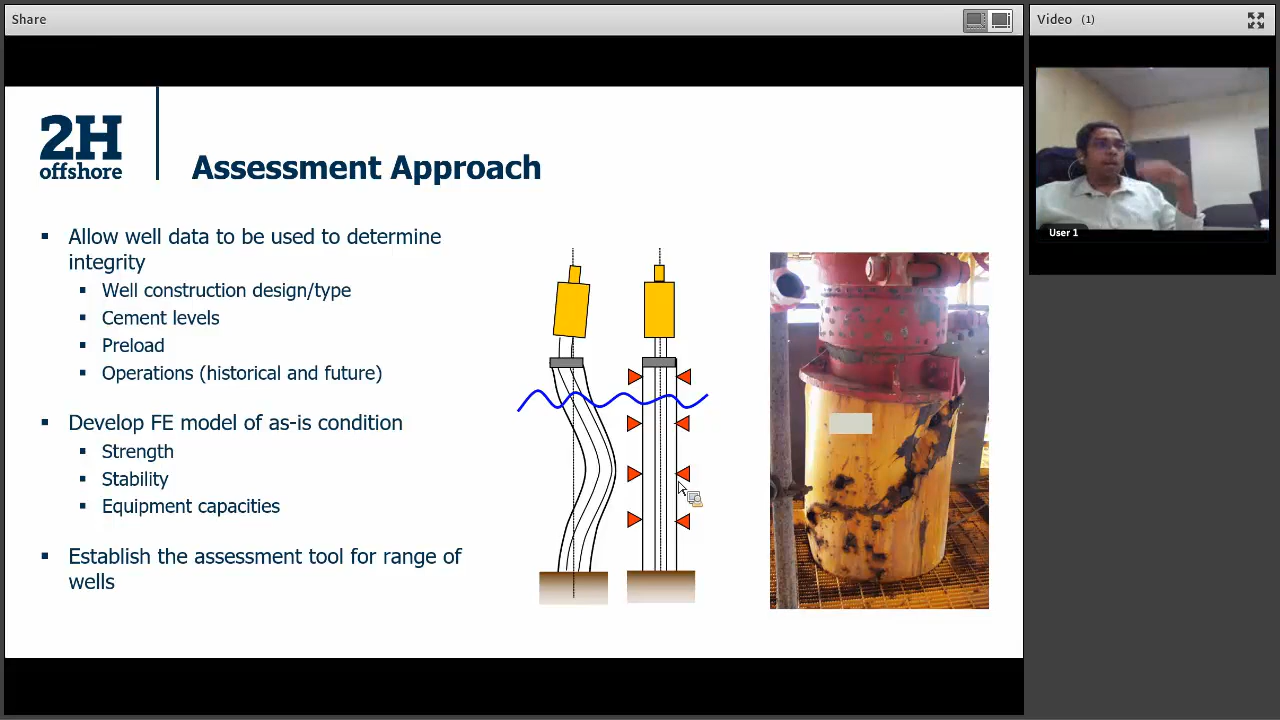 Share
Video (1)
2H
offshore
Assessment Approach
Allow well data to be used to determine
integrity
Well construction design/type
Cement levels
Preload
Operations (historical and future)
Develop FE model of as-is condition
Strength
Stability
Equipment capacities
Establish the assessment tool for range of
wells
User 1